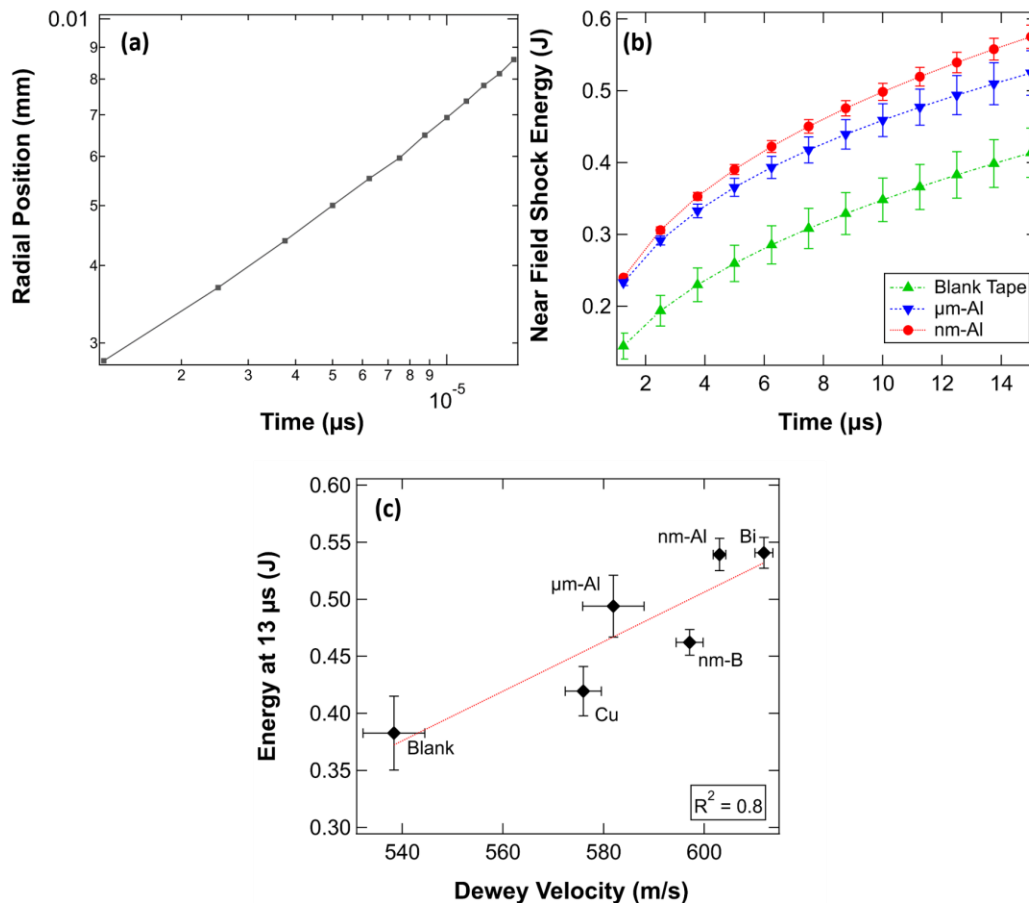 (a)
Radial Position (mm)
0.01
9
8
7
6
5
4
3
2
3
4
5
6
7
8
9
10^-5
Time (µs)
(b)
Near Field Shock Energy (J)
0.6
0.5
0.4
0.3
0.2
Blank Tape
µm-Al
nm-Al
2
4
6
8
10
12
14
Time (µs)
(c)
Energy at 13 µs (J)
0.60
0.55
0.50
0.45
0.40
0.35
0.30
nm-Al
Bi
µm-Al
nm-B
Cu
Blank
R² = 0.8
540
560
580
600
Dewey Velocity (m/s)